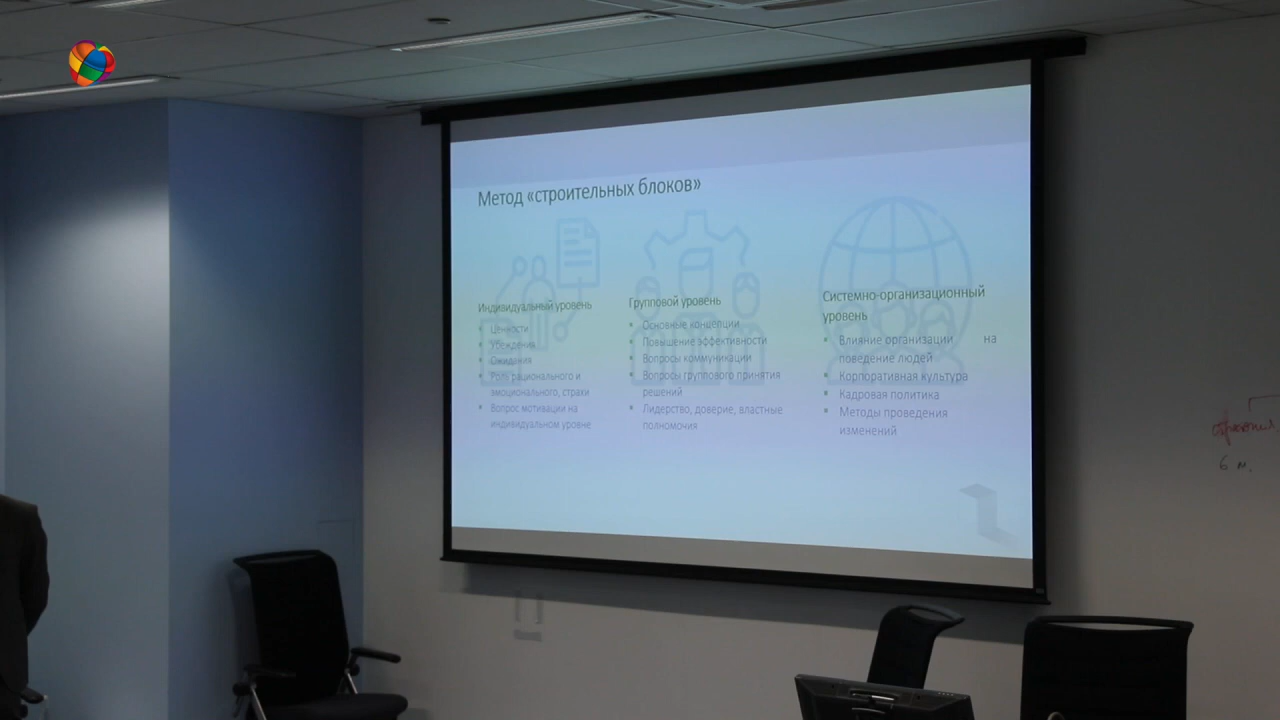 Метод «строительных блоков»
Индивидуальный уровень
Ценности
Убеждения
Ожидания
Роль рационального и
эмоционального, страхи
Вопрос мотивации на
индивидуальном уровне
Групповой уровень
Основные концепции
Повышение эффективности
Вопросы коммуникации
Вопросы группового принятия
решений
Лидерство, доверие, властные
полномочия
Системно-организационный
уровень
Влияние организации на
поведение людей
Корпоративная культура
Кадровая политика
Методы проведения
изменений
6 м.